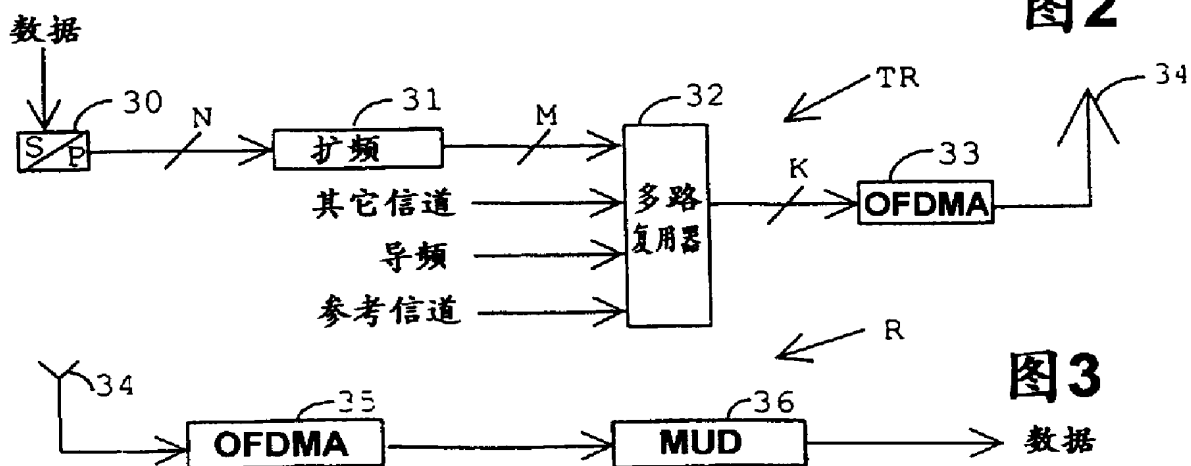 图2
数据
30
S
P
N
31
扩频
M
32
TR
34
其它信道
多路
复用器
K
33
OFDMA
导频
参考信道
R
图3
34
35
OFDMA
36
MUD
数据